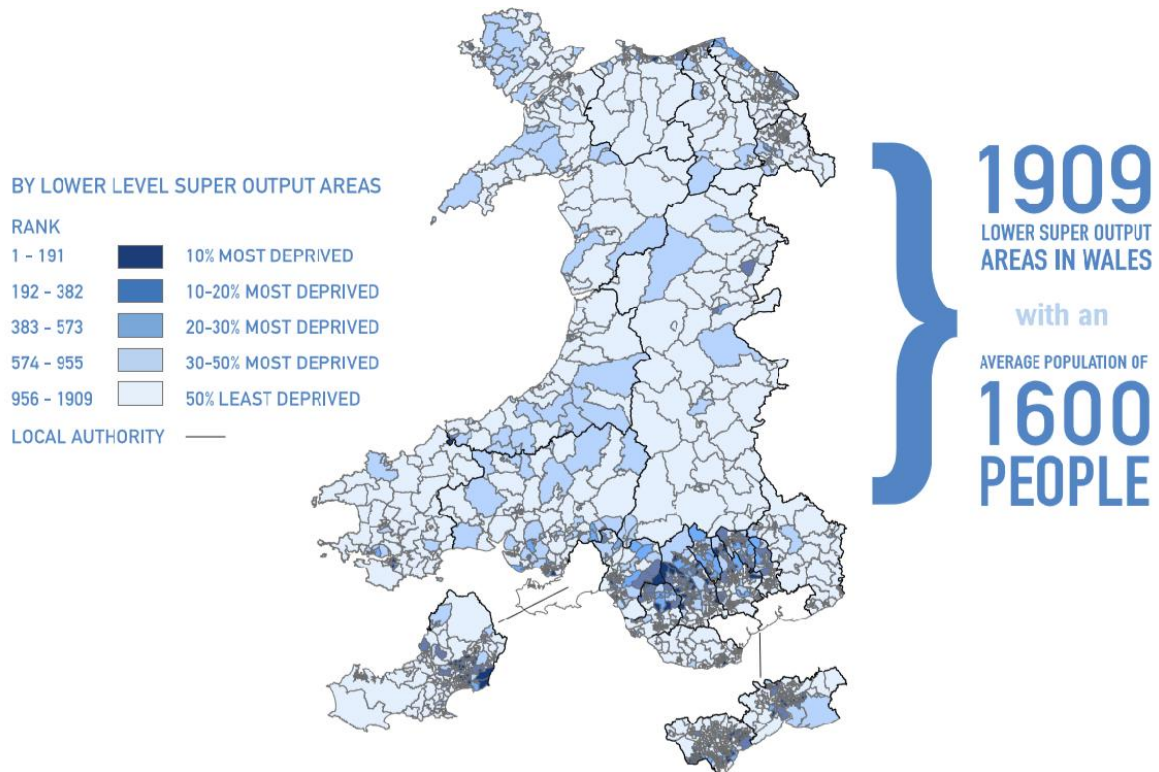 BY LOWER LEVEL SUPER OUTPUT AREAS
RANK
1 - 191 10% MOST DEPRIVED
192 - 382 10-20% MOST DEPRIVED
383 - 573 20-30% MOST DEPRIVED
574 - 955 30-50% MOST DEPRIVED
956 - 1909 50% LEAST DEPRIVED
LOCAL AUTHORITY
1909
LOWER SUPER OUTPUT
AREAS IN WALES
with an
AVERAGE POPULATION OF
1600
PEOPLE